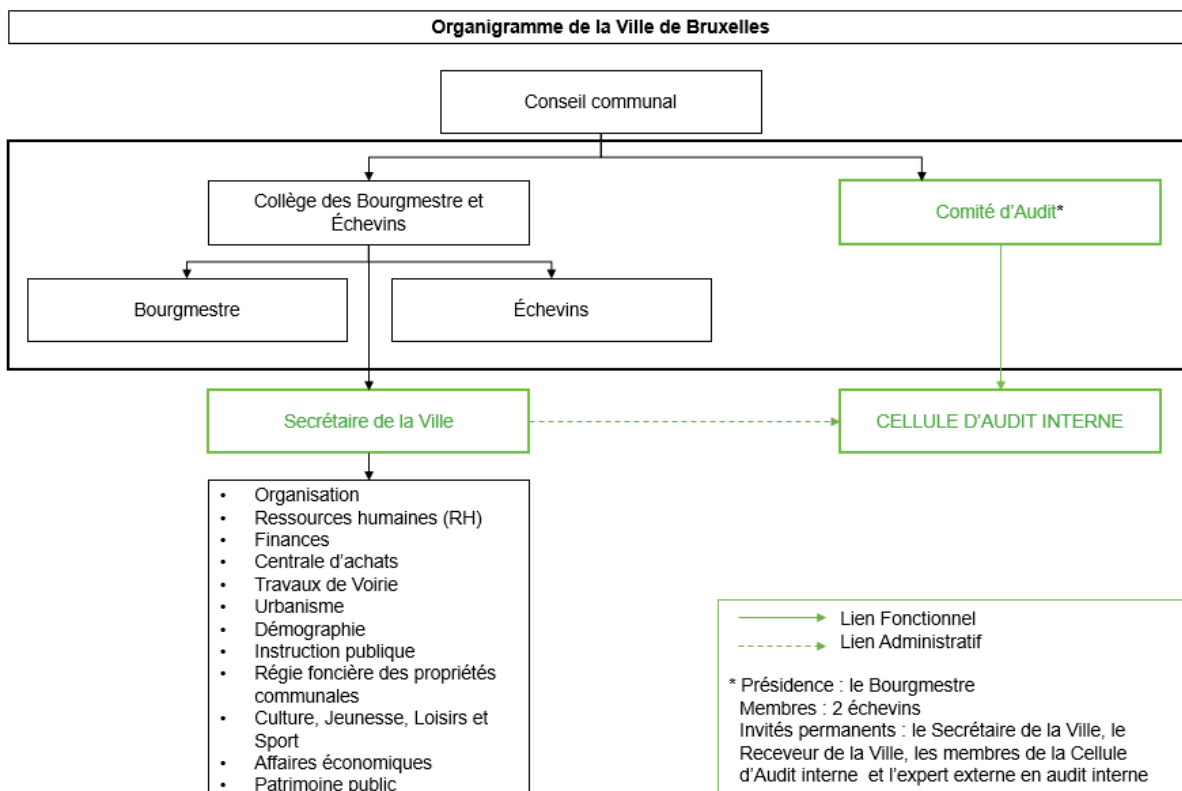 Organigramme de la Ville de Bruxelles
Conseil communal
Collège des Bourgmestre et
Échevins
Comité d'Audit*
Bourgmestre
Échevins
Secrétaire de la Ville
CELLULE D'AUDIT INTERNE
• Organisation
• Ressources humaines (RH)
• Finances
• Centrale d'achats
• Travaux de Voirie
• Urbanisme
• Démographie
• Instruction publique
• Régie foncière des propriétés
communales
• Culture, Jeunesse, Loisirs et
Sport
• Affaires économiques
• Patrimoine public
Lien Fonctionnel
Lien Administratif
* Présidence : le Bourgmestre
Membres : 2 échevins
Invités permanents : le Secrétaire de la Ville, le
Receveur de la Ville, les membres de la Cellule
d'Audit interne et l'expert externe en audit interne